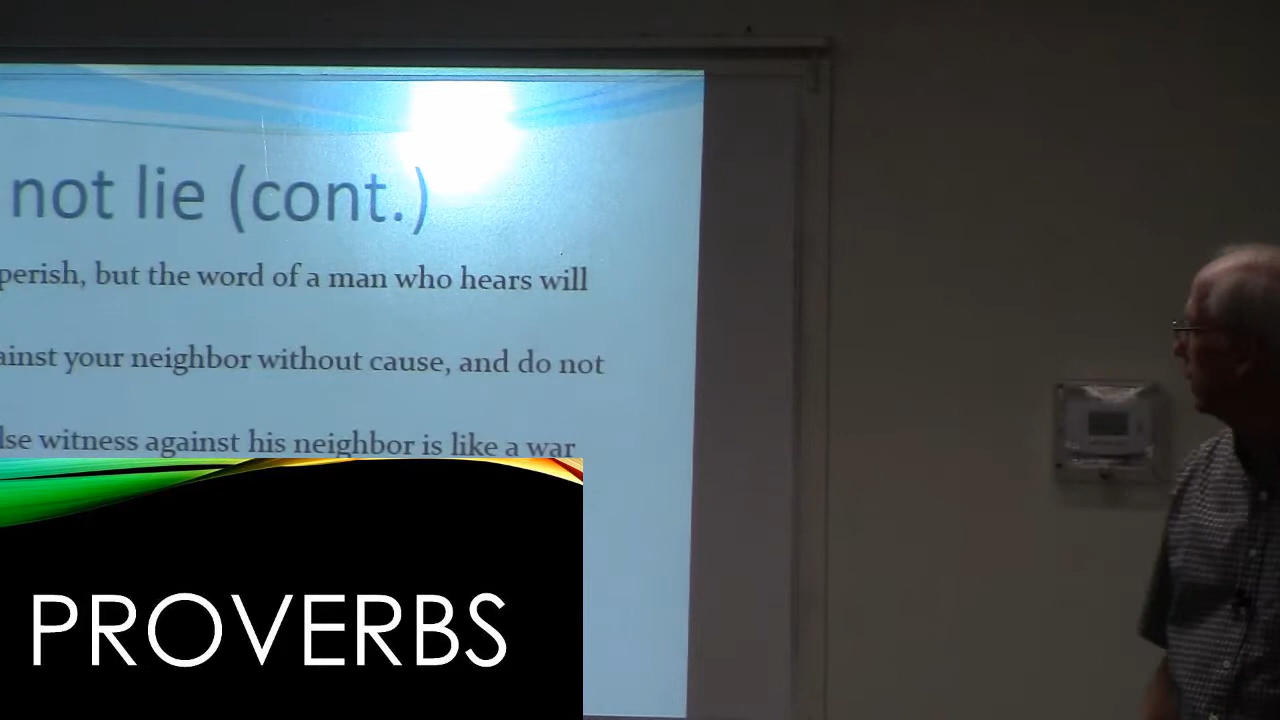 not lie (cont.)
perish, but the word of a man who hears will
ainst your neighbor without cause, and do not
lse witness against his neighbor is like a war
PROVERBS